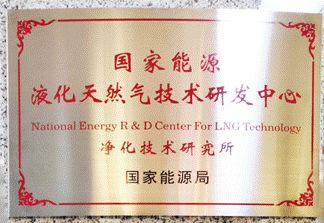 国家能源
液化天然气技术研发中心
National Energy R & D Center For LNG Technology
净化技术研究所
国家能源局